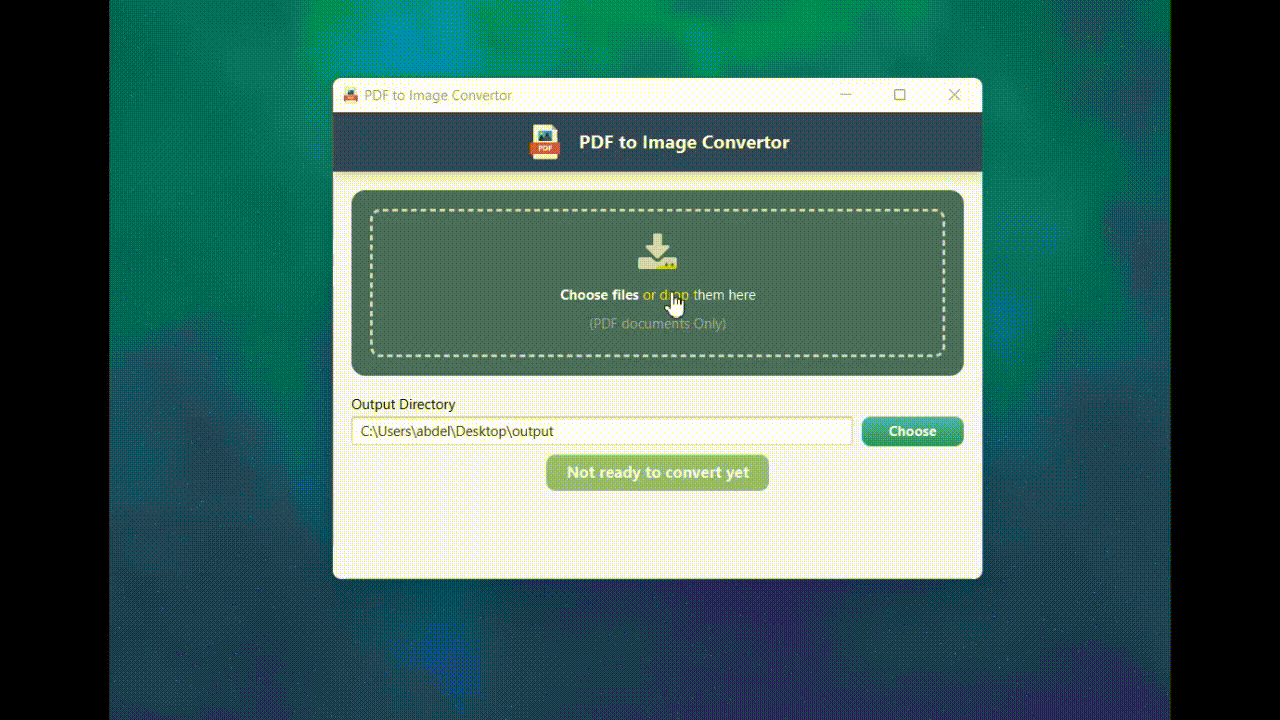 PDF to Image Convertor
PDF
PDF to Image Convertor
Choose files or drop them here
(PDF documents Only)
Output Directory
C:\Users\abdel\Desktop\output
Choose
Not ready to convert yet